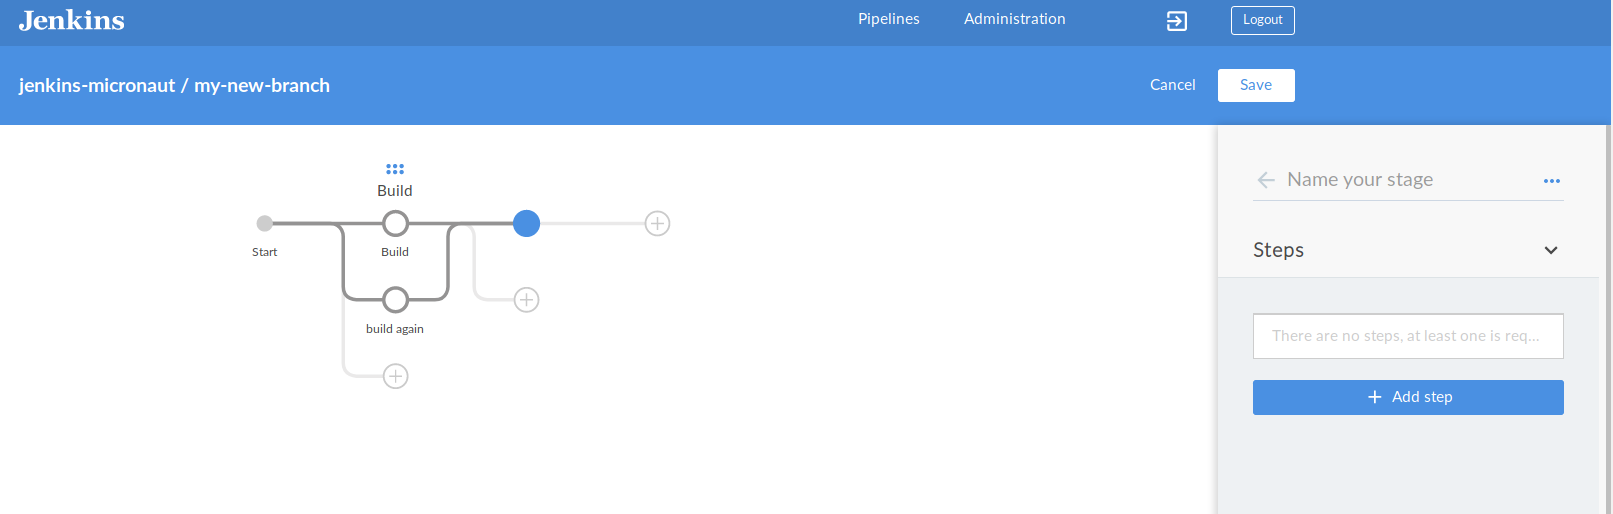 Jenkins
Pipelines
Administration
Logout
jenkins-micronaut / my-new-branch
Cancel
Save
Build
Start
Build
build again
Name your stage
Steps
There are no steps, at least one is req...
Add step